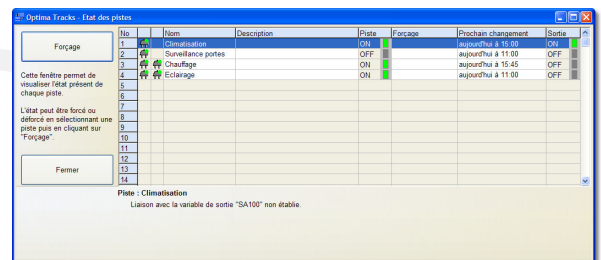 Optima Tracks - Etat des pistes
Forçage
Cette fenêtre permet de
visualiser l'état présent de
chaque piste.
L'état peut être forcé ou
déforcé en sélectionnant une
piste puis en cliquant sur
"Forçage".
Fermer
No Nom Description Piste Forçage Prochain changement Sortie
1 Climatisation ON aujourd'hui à 15:00 ON
2 Surveillance portes OFF aujourd'hui à 11:00 OFF
3 Chauffage ON aujourd'hui à 15:45 OFF
4 Eclairage ON aujourd'hui à 11:00 OFF
5
6
7
8
9
10
11
12
13
14
Piste : Climatisation
Liaison avec la variable de sortie "SA100" non établie.